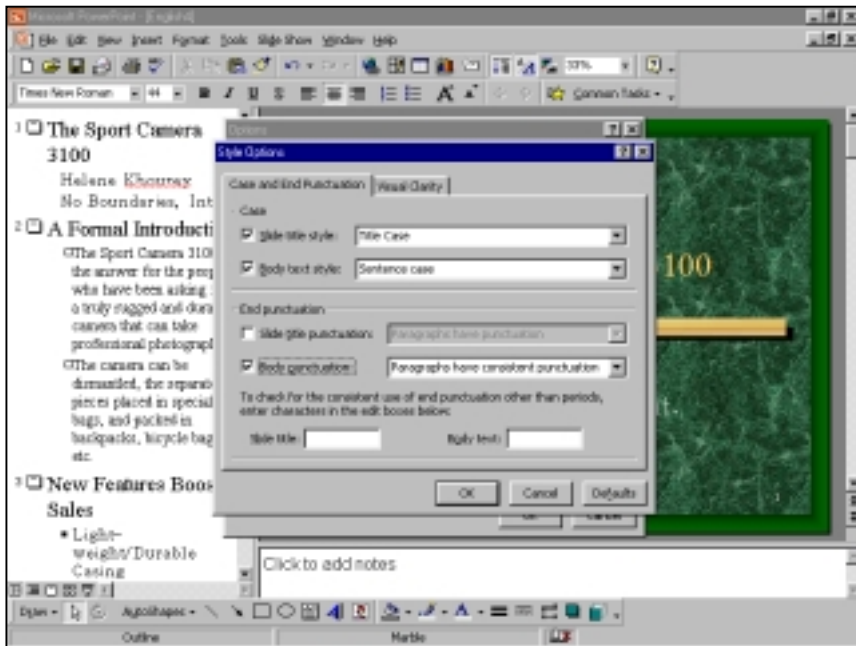 Microsoft PowerPoint - [English4]
File Edit View Insert Format Tools Slide Show Window Help
33%
Times New Roman 44 B I U S Common Tasks
Options
Style Options
Case and End Punctuation Visual Clarity
Case
Slide title style: Title Case
Body text style: Sentence case
End punctuation
Slide title punctuation: Paragraphs have punctuation
Body punctuation: Paragraphs have consistent punctuation
To check for the consistent use of end punctuation other than periods,
enter characters in the edit boxes below:
Slide title: Body text:
OK Cancel Defaults
OK Cancel
1 The Sport Camera
3100
Helene Khouray
No Boundaries, Int
2 A Formal Introducti
The Sport Camera 310
the answer for the peop
who have been asking
a truly rugged and dura
camera that can take
professional photograp
The camera can be
dismantled, the separa
pieces placed in special
bags, and packed in
backpacks, bicycle bag
etc.
3 New Features Boos
Sales
Light-
weight/Durable
Casing
100
t.
1
Click to add notes
Draw AutoShapes
Outline Marble